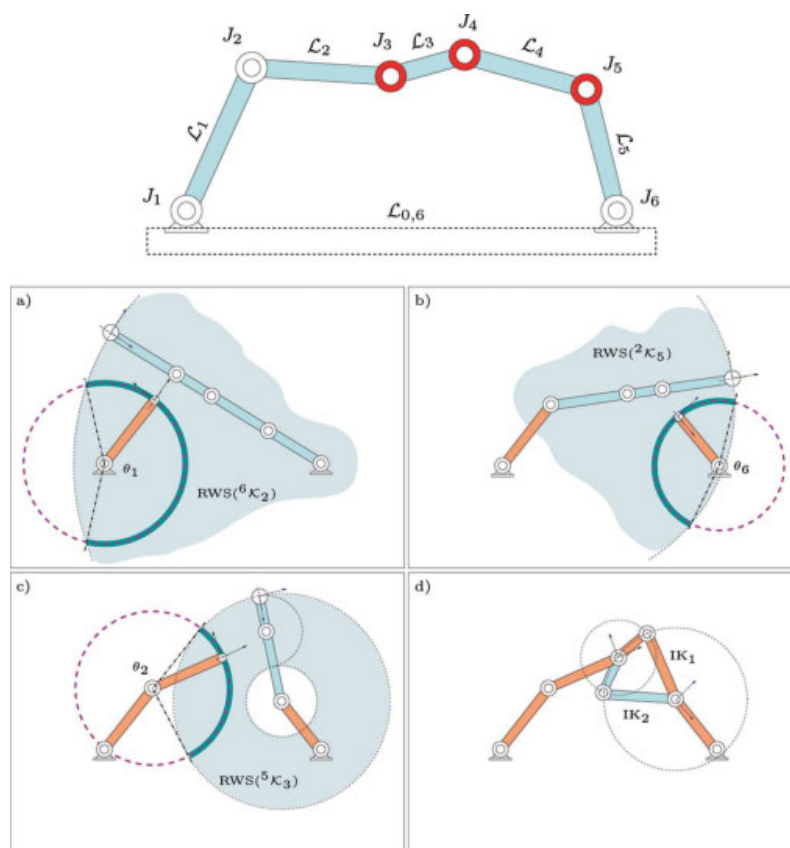 J₁
J₂
J₃
J₄
J₅
J₆
ℒ₁
ℒ₂
ℒ₃
ℒ₄
ℒ₅
ℒ₀,₆
a)
θ₁
RWS(⁶𝒦₂)
b)
RWS(²𝒦₅)
θ₆
c)
θ₂
RWS(⁵𝒦₃)
d)
IK₁
IK₂